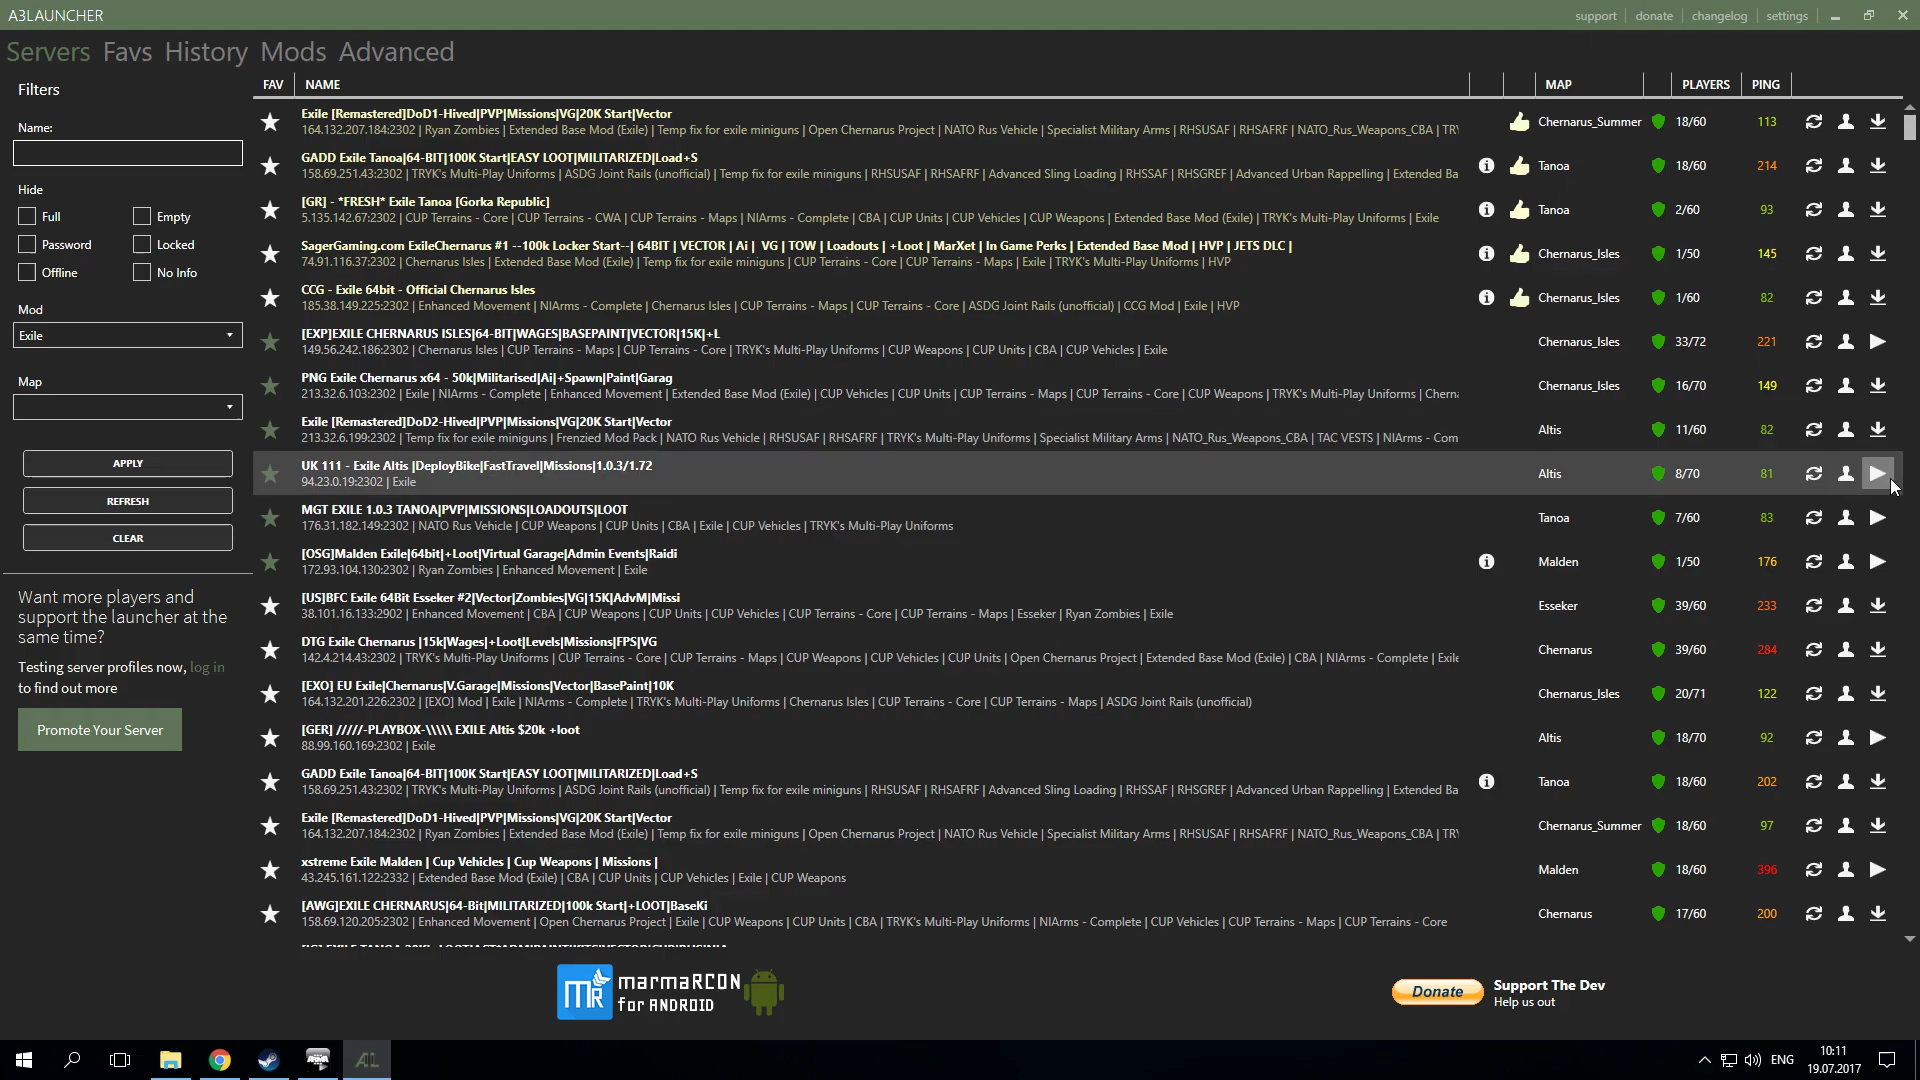 A3LAUNCHER
support donate changelog settings
Servers Favs History Mods Advanced
Filters
Name:
Hide
Full Empty
Password Locked
Offline No Info
Mod
Exile
Map
APPLY
REFRESH
CLEAR
Want more players and
support the launcher at the
same time?
Testing server profiles now, log in
to find out more
Promote Your Server
FAV NAME MAP PLAYERS PING
Exile [Remastered]DoD1-Hived|PVP|Missions|VG|20K Start|Vector
164.132.207.184:2302 | Ryan Zombies | Extended Base Mod (Exile) | Temp fix for exile miniguns | Open Chernarus Project | NATO Rus Vehicle | Specialist Military Arms | RHSUSAF | RHSAFRF | NATO_Rus_Weapons_CBA | TRY
Chernarus_Summer 18/60 113
GADD Exile Tanoa|64-BIT|100K Start|EASY LOOT|MILITARIZED|Load+S
158.69.251.43:2302 | TRYK's Multi-Play Uniforms | ASDG Joint Rails (unofficial) | Temp fix for exile miniguns | RHSUSAF | RHSAFRF | Advanced Sling Loading | RHSSAF | RHSGREF | Advanced Urban Rappelling | Extended Ba
Tanoa 18/60 214
[GR] - *FRESH* Exile Tanoa [Gorka Republic]
5.135.142.67:2302 | CUP Terrains - Core | CUP Terrains - CWA | CUP Terrains - Maps | NIArms - Complete | CBA | CUP Units | CUP Vehicles | CUP Weapons | Extended Base Mod (Exile) | TRYK's Multi-Play Uniforms | Exile
Tanoa 2/60 93
SagerGaming.com ExileChernarus #1 --100k Locker Start--| 64BIT | VECTOR | Ai | VG | TOW | Loadouts | +Loot | MarXet | In Game Perks | Extended Base Mod | HVP | JETS DLC |
74.91.116.37:2302 | Chernarus Isles | Extended Base Mod (Exile) | Temp fix for exile miniguns | CUP Terrains - Core | CUP Terrains - Maps | Exile | TRYK's Multi-Play Uniforms | HVP
Chernarus_Isles 1/50 145
CCG - Exile 64bit - Official Chernarus Isles
185.38.149.225:2302 | Enhanced Movement | NIArms - Complete | Chernarus Isles | CUP Terrains - Maps | CUP Terrains - Core | ASDG Joint Rails (unofficial) | CCG Mod | Exile | HVP
Chernarus_Isles 1/60 82
[EXP]EXILE CHERNARUS ISLES|64-BIT|WAGES|BASEPAINT|VECTOR|15K|+L
149.56.242.186:2302 | Chernarus Isles | CUP Terrains - Maps | CUP Terrains - Core | TRYK's Multi-Play Uniforms | CUP Weapons | CUP Units | CBA | CUP Vehicles | Exile
Chernarus_Isles 33/72 221
PNG Exile Chernarus x64 - 50k|Militarised|Ai|+Spawn|Paint|Garag
213.32.6.103:2302 | Exile | NIArms - Complete | Enhanced Movement | Extended Base Mod (Exile) | CUP Vehicles | CUP Units | CUP Terrains - Maps | CUP Terrains - Core | CUP Weapons | TRYK's Multi-Play Uniforms | Chern
Chernarus_Isles 16/70 149
Exile [Remastered]DoD2-Hived|PVP|Missions|VG|20K Start|Vector
213.32.6.199:2302 | Temp fix for exile miniguns | Frenzied Mod Pack | NATO Rus Vehicle | RHSUSAF | RHSAFRF | TRYK's Multi-Play Uniforms | Specialist Military Arms | NATO_Rus_Weapons_CBA | TAC VESTS | NIArms - Com
Altis 11/60 82
UK 111 - Exile Altis |DeployBike|FastTravel|Missions|1.0.3/1.72
94.23.0.19:2302 | Exile
Altis 8/70 81
MGT EXILE 1.0.3 TANOA|PVP|MISSIONS|LOADOUTS|LOOT
176.31.182.149:2302 | NATO Rus Vehicle | CUP Weapons | CUP Units | CBA | Exile | CUP Vehicles | TRYK's Multi-Play Uniforms
Tanoa 7/60 83
[OSG]Malden Exile|64bit|+Loot|Virtual Garage|Admin Events|Raidi
172.93.104.130:2302 | Ryan Zombies | Enhanced Movement | Exile
Malden 1/50 176
[US]BFC Exile 64Bit Esseker #2|Vector|Zombies|VG|15K|AdvM|Missi
38.101.16.133:2902 | Enhanced Movement | CBA | CUP Weapons | CUP Units | CUP Vehicles | CUP Terrains - Core | CUP Terrains - Maps | Esseker | Ryan Zombies | Exile
Esseker 39/60 233
DTG Exile Chernarus |15k|Wages|+Loot|Levels|Missions|FPS|VG
142.4.214.43:2302 | TRYK's Multi-Play Uniforms | CUP Terrains - Core | CUP Terrains - Maps | CUP Weapons | CUP Vehicles | CUP Units | Open Chernarus Project | Extended Base Mod (Exile) | CBA | NIArms - Complete | Exile
Chernarus 39/60 284
[EXO] EU Exile|Chernarus|V.Garage|Missions|Vector|BasePaint|10K
164.132.201.226:2302 | [EXO] Mod | Exile | NIArms - Complete | TRYK's Multi-Play Uniforms | Chernarus Isles | CUP Terrains - Core | CUP Terrains - Maps | ASDG Joint Rails (unofficial)
Chernarus_Isles 20/71 122
[GER] /////-PLAYBOX-\\\\\ EXILE Altis $20k +loot
88.99.160.169:2302 | Exile
Altis 18/70 92
GADD Exile Tanoa|64-BIT|100K Start|EASY LOOT|MILITARIZED|Load+S
158.69.251.43:2302 | TRYK's Multi-Play Uniforms | ASDG Joint Rails (unofficial) | Temp fix for exile miniguns | RHSUSAF | RHSAFRF | Advanced Sling Loading | RHSSAF | RHSGREF | Advanced Urban Rappelling | Extended Ba
Tanoa 18/60 202
Exile [Remastered]DoD1-Hived|PVP|Missions|VG|20K Start|Vector
164.132.207.184:2302 | Ryan Zombies | Extended Base Mod (Exile) | Temp fix for exile miniguns | Open Chernarus Project | NATO Rus Vehicle | Specialist Military Arms | RHSUSAF | RHSAFRF | NATO_Rus_Weapons_CBA | TRY
Chernarus_Summer 18/60 97
xstreme Exile Malden | Cup Vehicles | Cup Weapons | Missions |
43.245.161.122:2332 | Extended Base Mod (Exile) | CBA | CUP Units | CUP Vehicles | Exile | CUP Weapons
Malden 18/60 396
[AWG]EXILE CHERNARUS|64-Bit|MILITARIZED|100k Start|+LOOT|BaseKi
158.69.120.205:2302 | Enhanced Movement | Open Chernarus Project | Exile | CUP Weapons | CUP Units | CBA | TRYK's Multi-Play Uniforms | NIArms - Complete | CUP Vehicles | CUP Terrains - Maps | CUP Terrains - Core
Chernarus 17/60 200
MR marmaRCON
for ANDROID
Donate Support The Dev
Help us out
ENG 10:11
19.07.2017